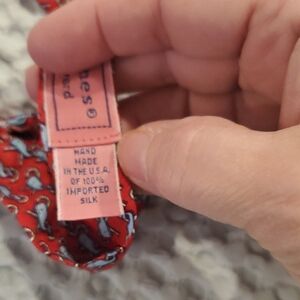 HAND
MADE
IN THE U.S.A.
OF 100%
IMPORTED
SILK